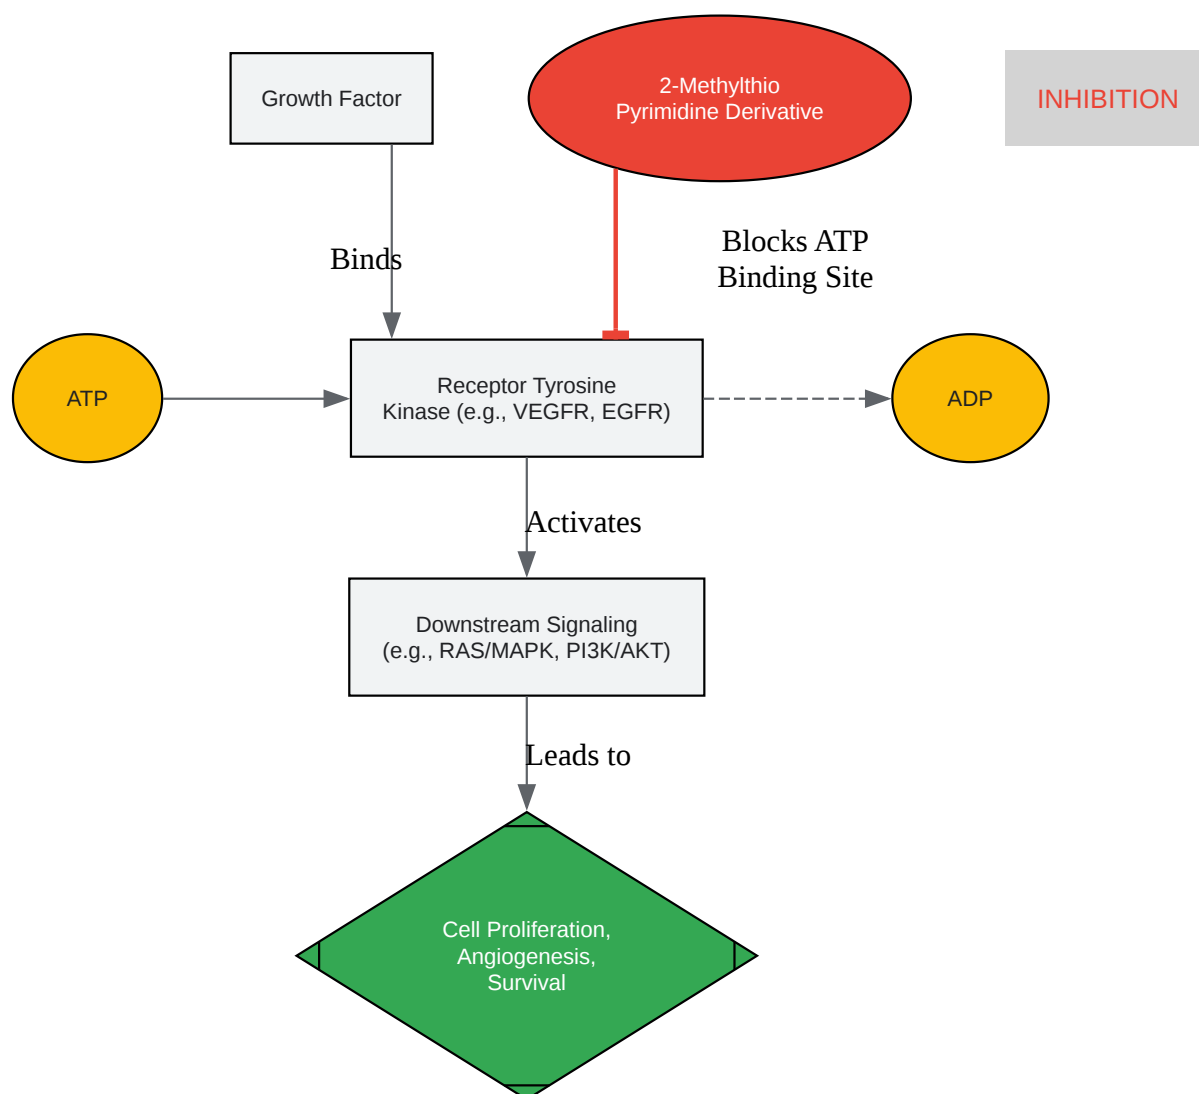 Growth Factor
2-Methylthio
Pyrimidine Derivative
INHIBITION
Binds
Blocks ATP
Binding Site
ATP
Receptor Tyrosine
Kinase (e.g., VEGFR, EGFR)
ADP
Activates
Downstream Signaling
(e.g., RAS/MAPK, PI3K/AKT)
Leads to
Cell Proliferation,
Angiogenesis,
Survival